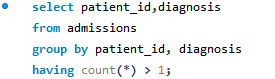 select patient_id,diagnosis
from admissions
group by patient_id, diagnosis
having count(*) > 1;